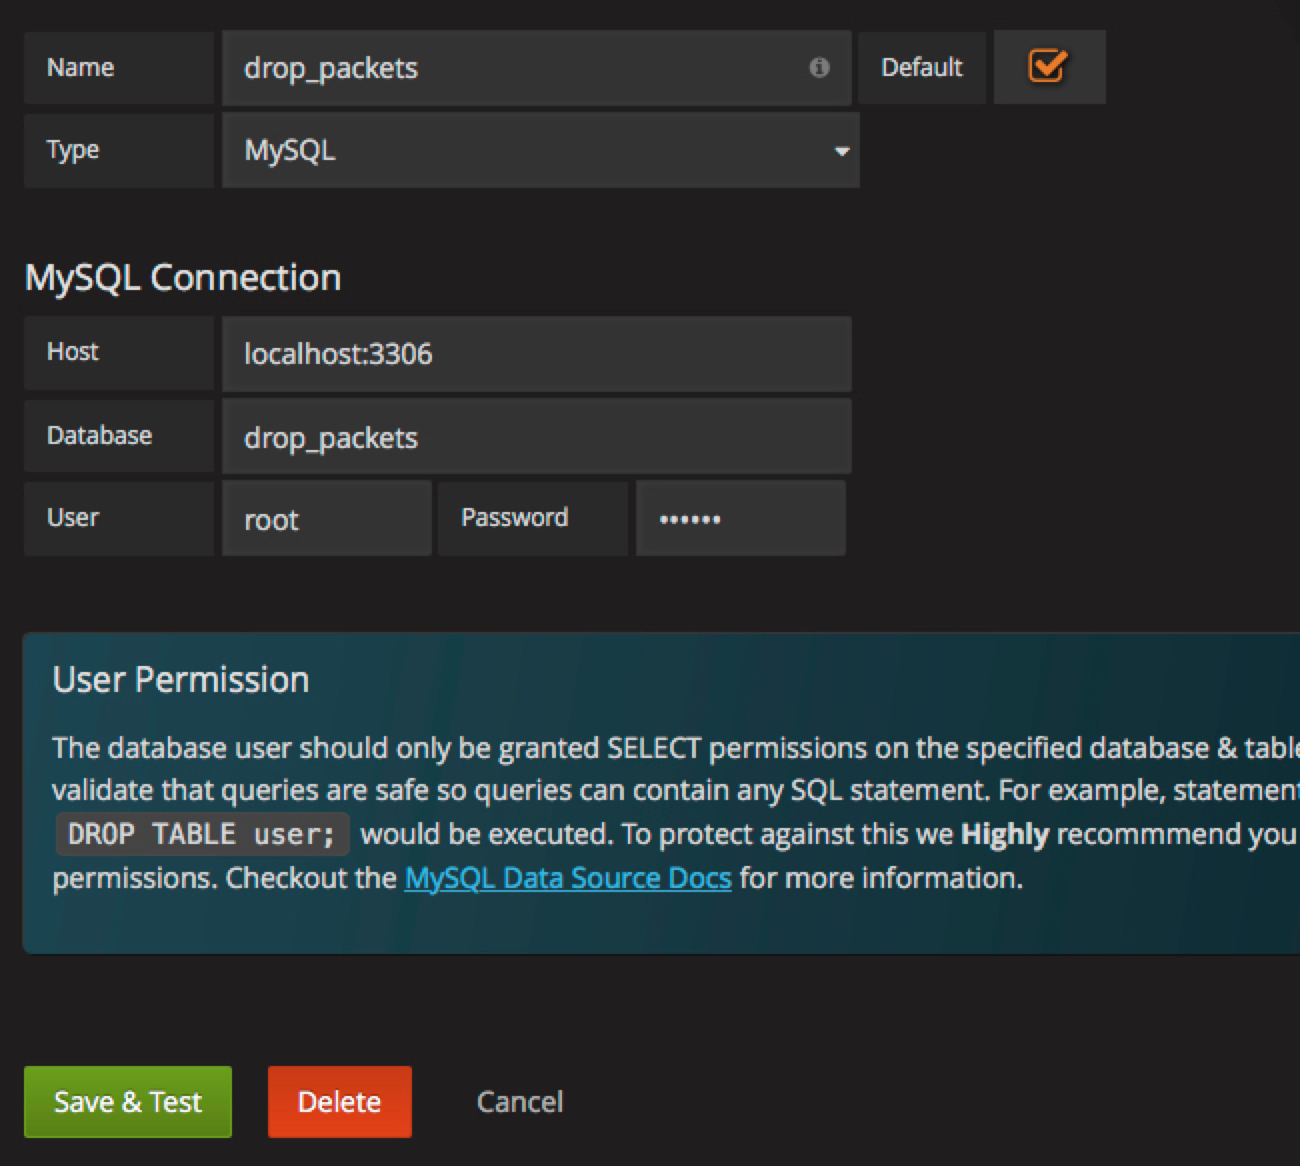 Name drop_packets Default
Type MySQL
MySQL Connection
Host localhost:3306
Database drop_packets
User root Password ••••••
User Permission
The database user should only be granted SELECT permissions on the specified database & table
validate that queries are safe so queries can contain any SQL statement. For example, statement
DROP TABLE user; would be executed. To protect against this we Highly recommmend you
permissions. Checkout the MySQL Data Source Docs for more information.
Save & Test Delete Cancel